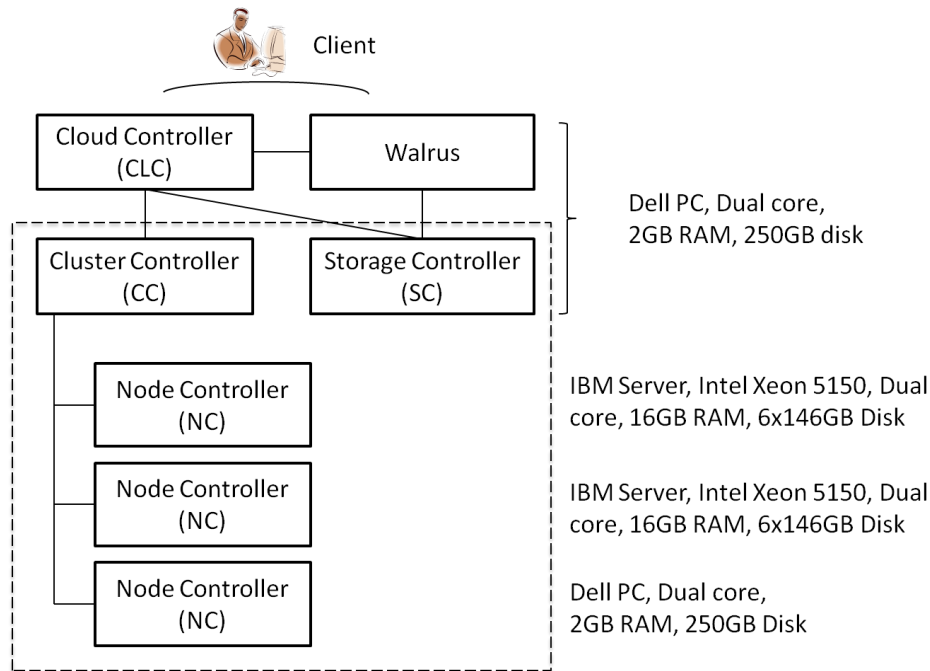 Client
Cloud Controller
(CLC)
Walrus
Dell PC, Dual core,
2GB RAM, 250GB disk
Cluster Controller
(CC)
Storage Controller
(SC)
Node Controller
(NC)
IBM Server, Intel Xeon 5150, Dual
core, 16GB RAM, 6x146GB Disk
Node Controller
(NC)
IBM Server, Intel Xeon 5150, Dual
core, 16GB RAM, 6x146GB Disk
Node Controller
(NC)
Dell PC, Dual core,
2GB RAM, 250GB Disk